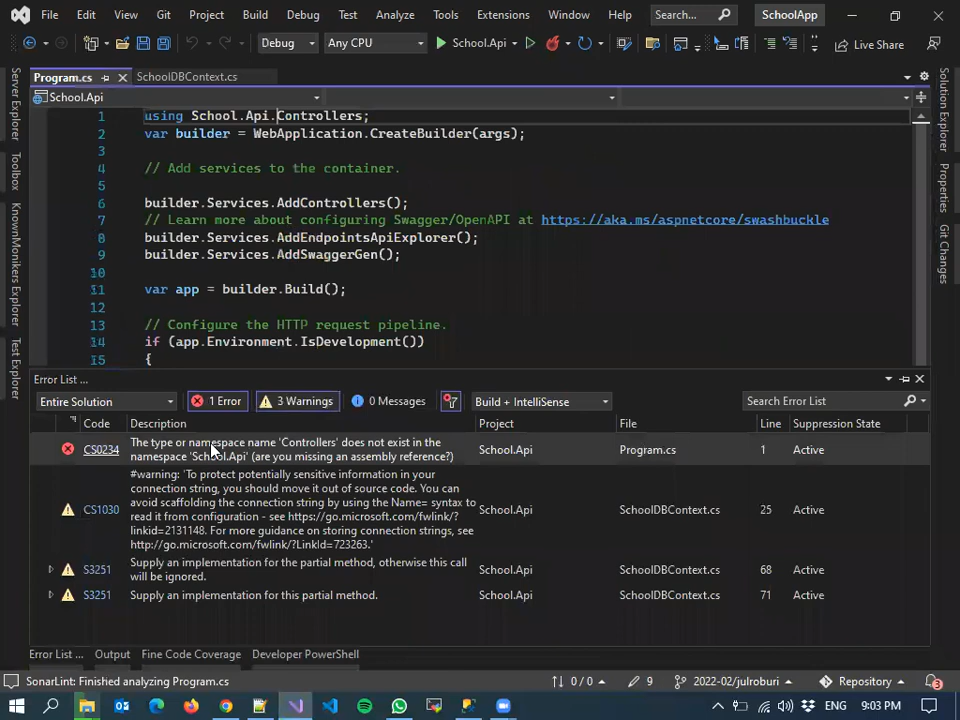 File Edit View Git Project Build Debug Test Analyze Tools Extensions Window Help Search... SchoolApp
Debug Any CPU School.Api Live Share
Program.cs SchoolDBContext.cs
School.Api
1 using School.Api.Controllers;
2 var builder = WebApplication.CreateBuilder(args);
3
4 // Add services to the container.
5
6 builder.Services.AddControllers();
7 // Learn more about configuring Swagger/OpenAPI at https://aka.ms/aspnetcore/swashbuckle
8 builder.Services.AddEndpointsApiExplorer();
9 builder.Services.AddSwaggerGen();
10
11 var app = builder.Build();
12
13 // Configure the HTTP request pipeline.
14 if (app.Environment.IsDevelopment())
15 {
Server Explorer
Toolbox
KnownMonikers Explorer
Test Explorer
Solution Explorer
Properties
Git Changes
Error List ...
Entire Solution 1 Error 3 Warnings 0 Messages Build + IntelliSense Search Error List
Code Description Project File Line Suppression State
CS0234 The type or namespace name 'Controllers' does not exist in the School.Api Program.cs 1 Active
namespace 'School.Api' (are you missing an assembly reference?)
#warning: 'To protect potentially sensitive information in your
connection string, you should move it out of source code. You can
avoid scaffolding the connection string by using the Name= syntax to
CS1030 read it from configuration - see https://go.microsoft.com/fwlink/? School.Api SchoolDBContext.cs 25 Active
linkid=2131148. For more guidance on storing connection strings, see
http://go.microsoft.com/fwlink/?LinkId=723263.'
S3251 Supply an implementation for the partial method, otherwise this call School.Api SchoolDBContext.cs 68 Active
will be ignored.
S3251 Supply an implementation for this partial method. School.Api SchoolDBContext.cs 71 Active
Error List ... Output Fine Code Coverage Developer PowerShell
SonarLint: Finished analyzing Program.cs 0 / 0 9 2022-02/julroburi Repository 3
ENG 9:03 PM